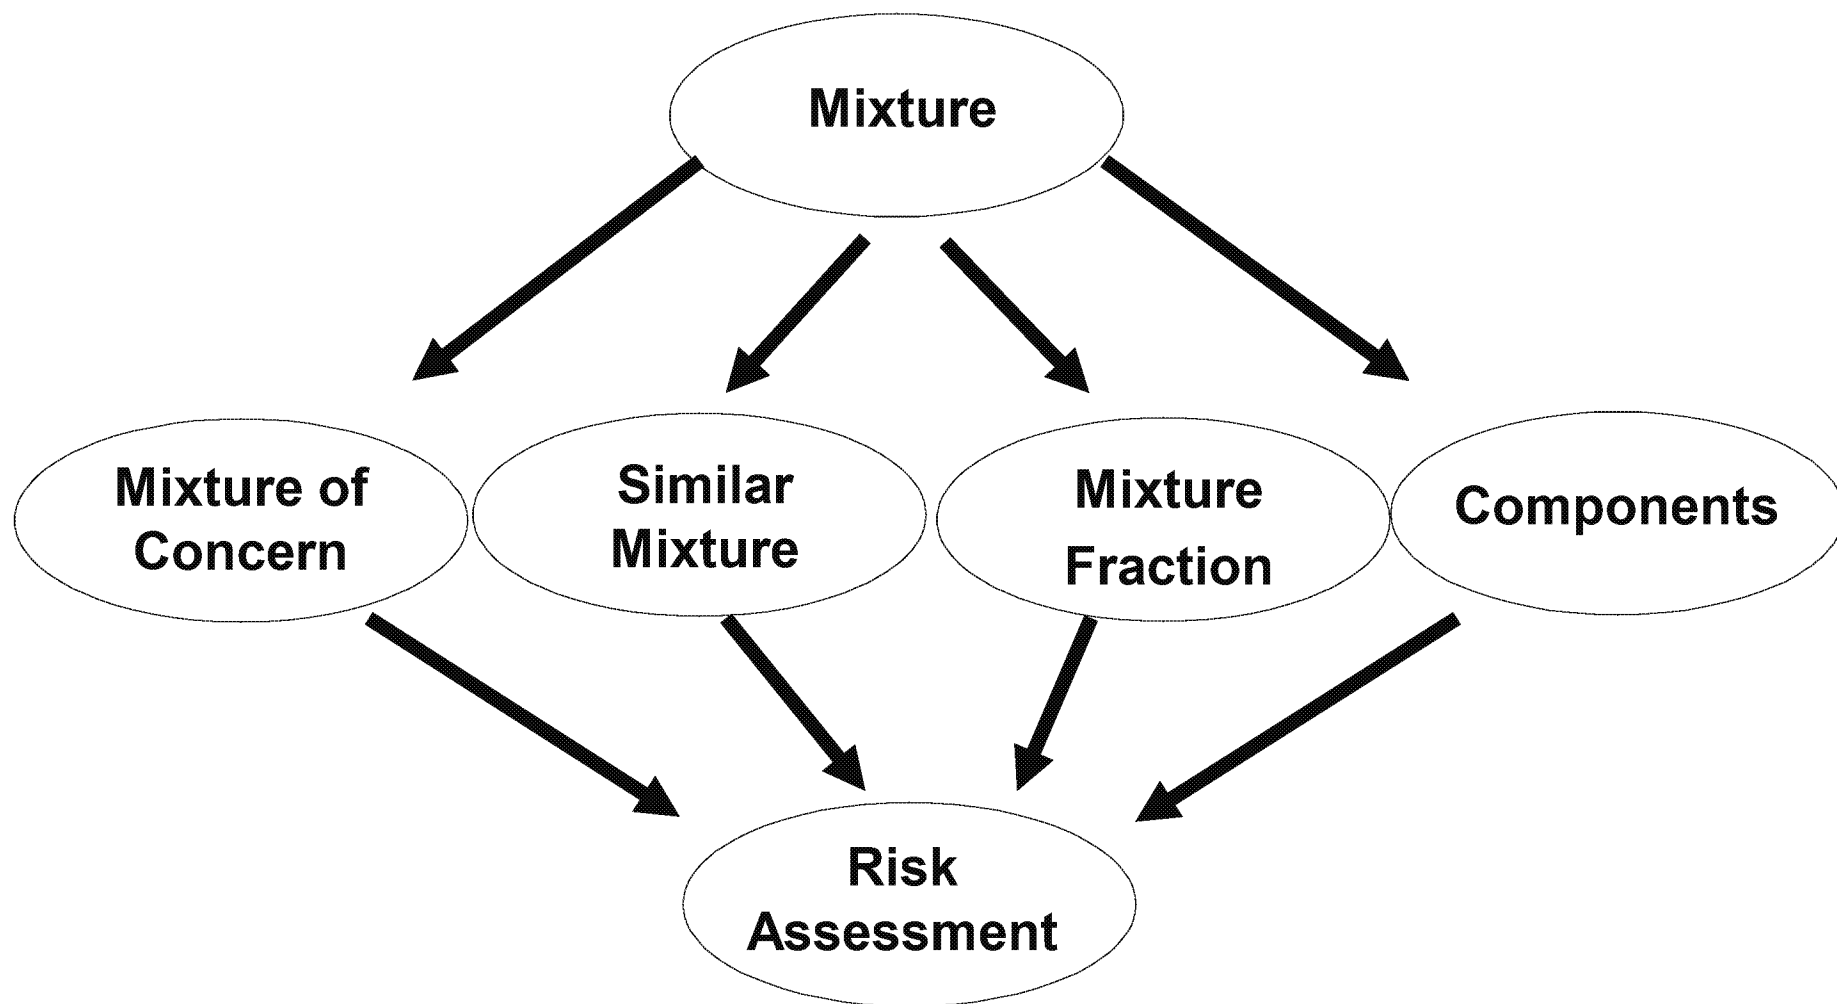 Mixture
Mixture of
Concern
Similar
Mixture
Mixture
Fraction
Components
Risk
Assessment